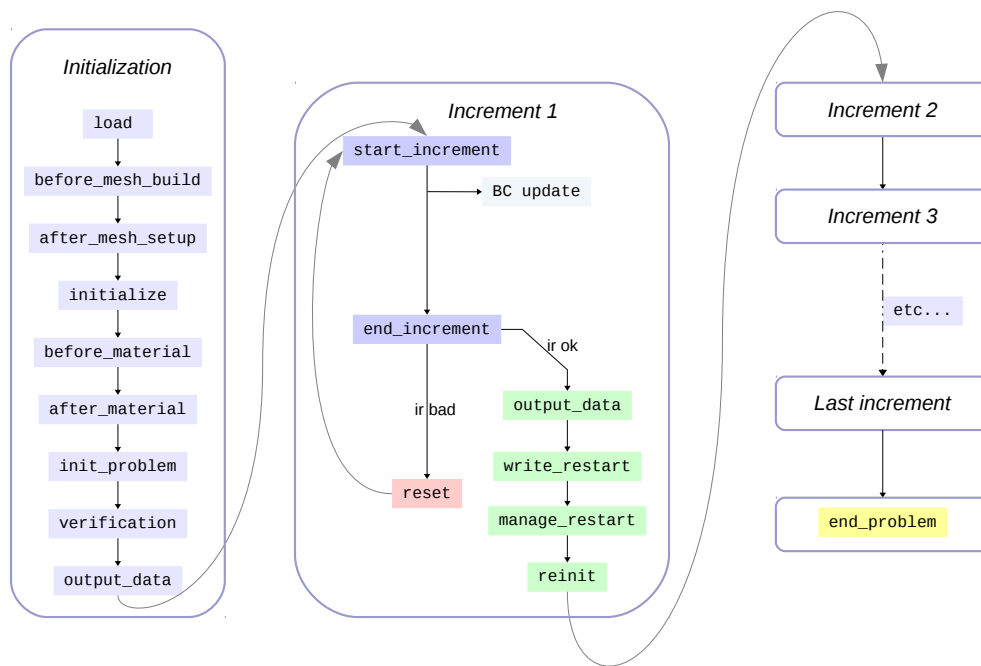 Initialization
load
before_mesh_build
after_mesh_setup
initialize
before_material
after_material
init_problem
verification
output_data
Increment 1
start_increment
BC update
end_increment
ir ok
ir bad
output_data
write_restart
reset
manage_restart
reinit
Increment 2
Increment 3
etc...
Last increment
end_problem